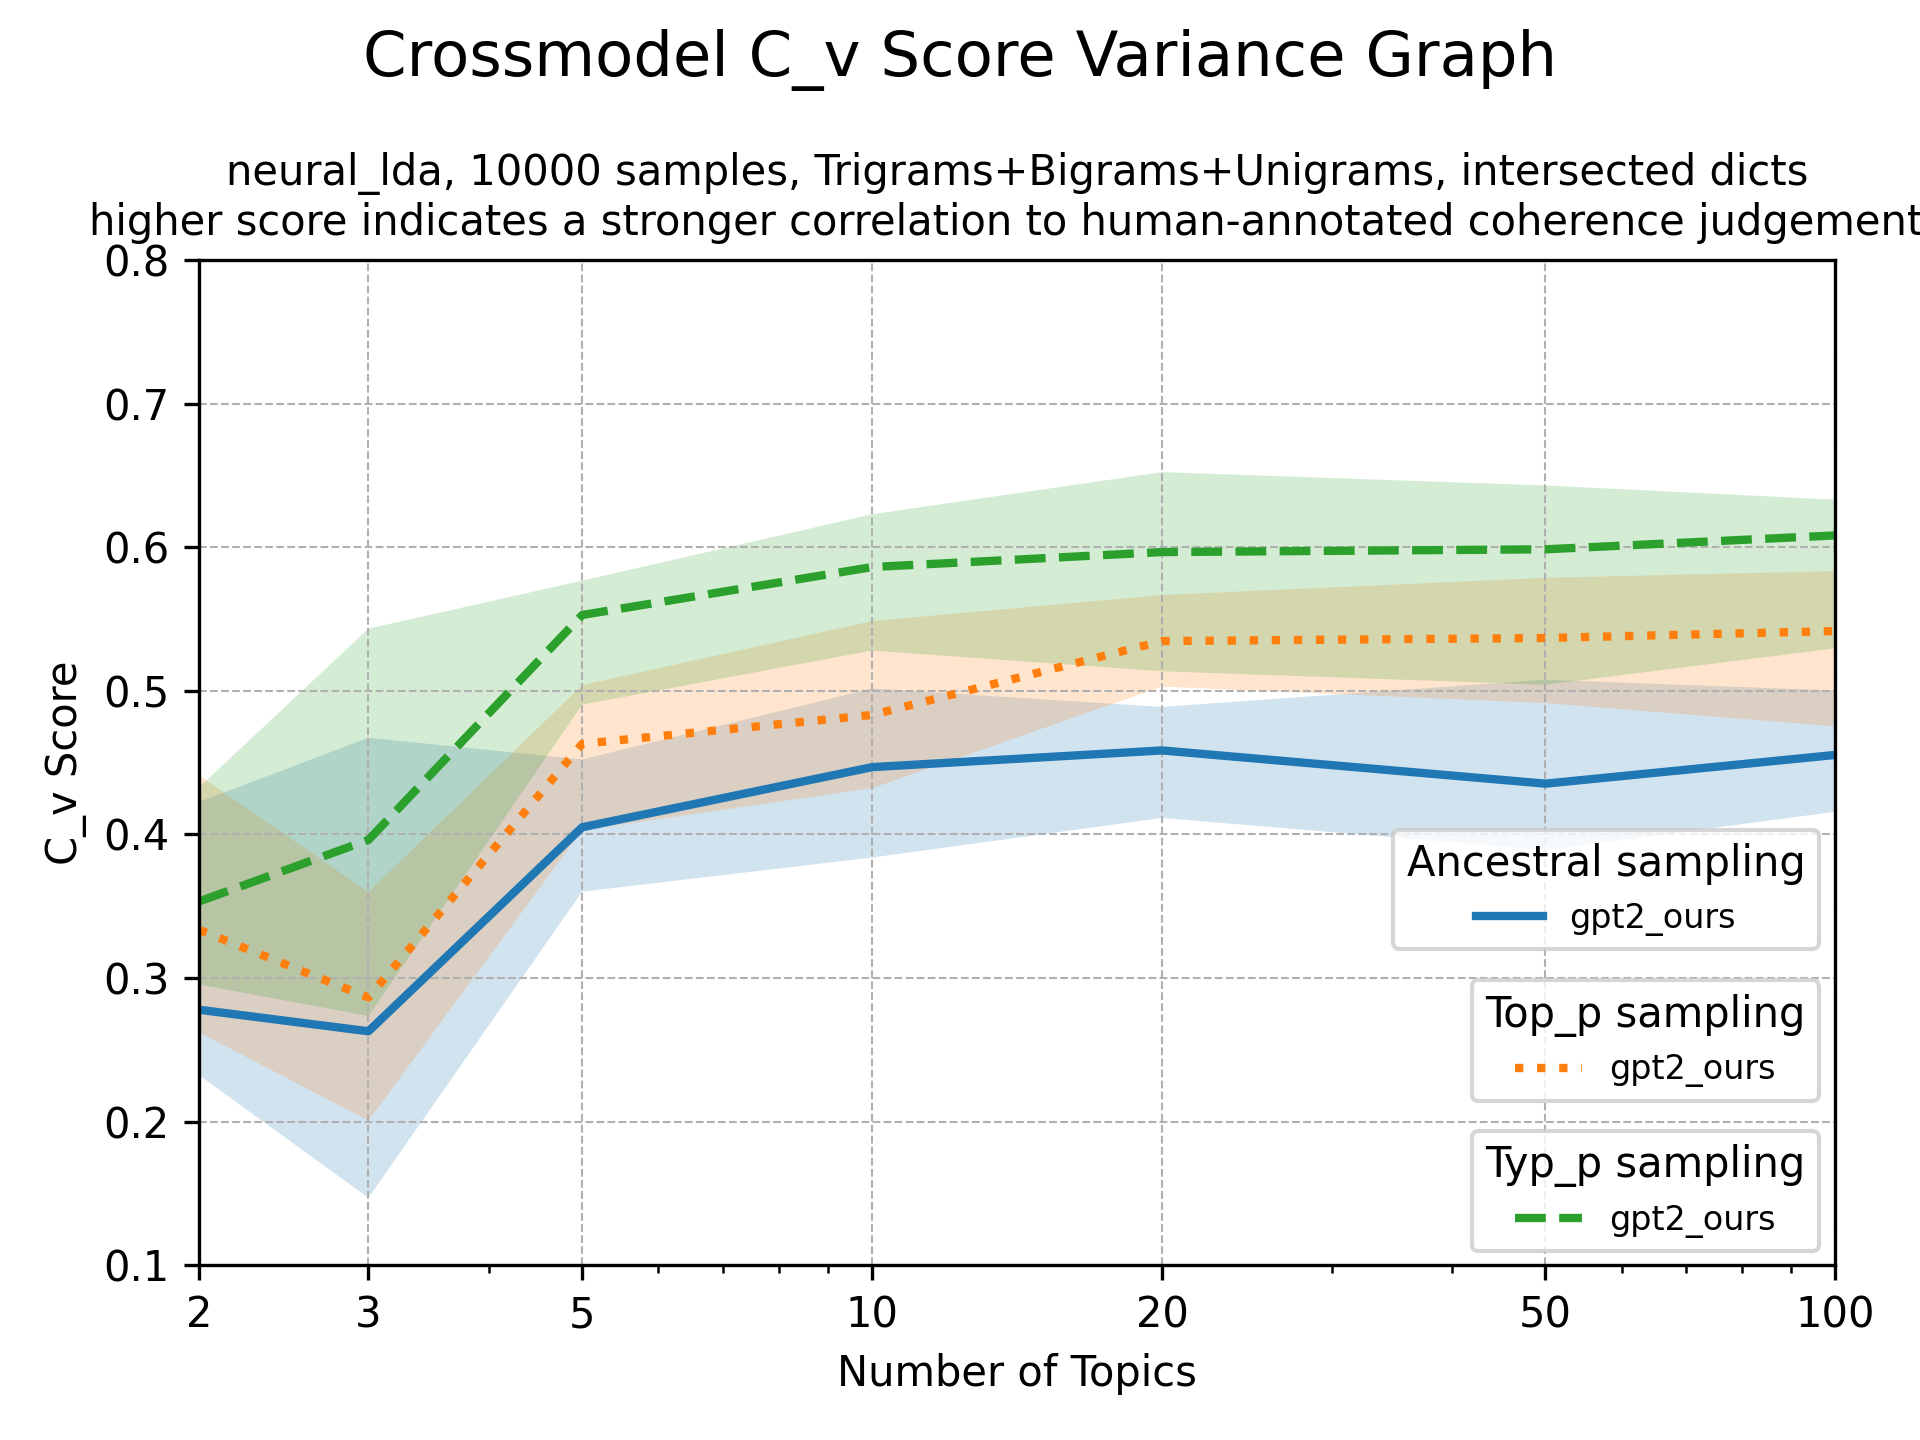 Crossmodel C_v Score Variance Graph
neural_lda, 10000 samples, Trigrams+Bigrams+Unigrams, intersected dicts
higher score indicates a stronger correlation to human-annotated coherence judgement
0.8
0.7
0.6
0.5
0.4
0.3
0.2
0.1
C_v Score
Ancestral sampling
gpt2_ours
Top_p sampling
gpt2_ours
Typ_p sampling
gpt2_ours
2 3 5 10 20 50 100
Number of Topics